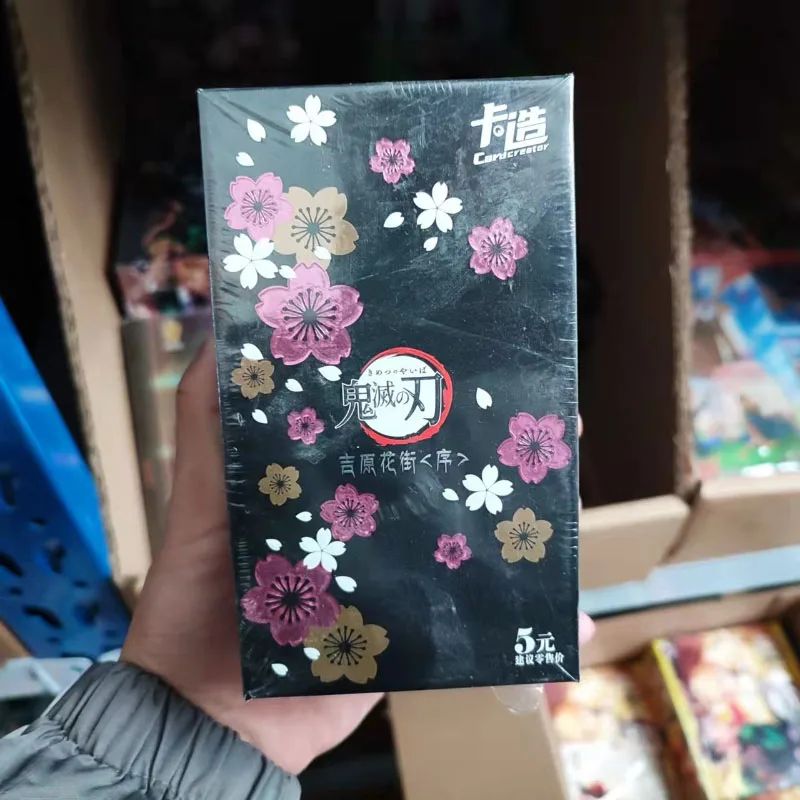 卡造
Cardcreator
きめつのやいば
鬼滅の刃
吉原花街<序>
5元
建议零售价